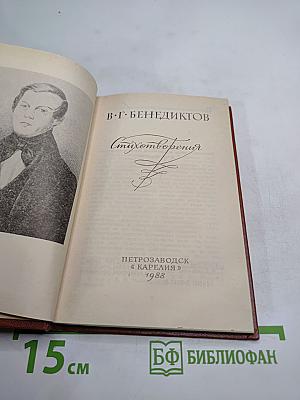 В·Г·БЕНЕДИКТОВ
Стихотворения
ПЕТРОЗАВОДСК
«КАРЕЛИЯ»
1988
15 см
БФ БИБЛИОФАН